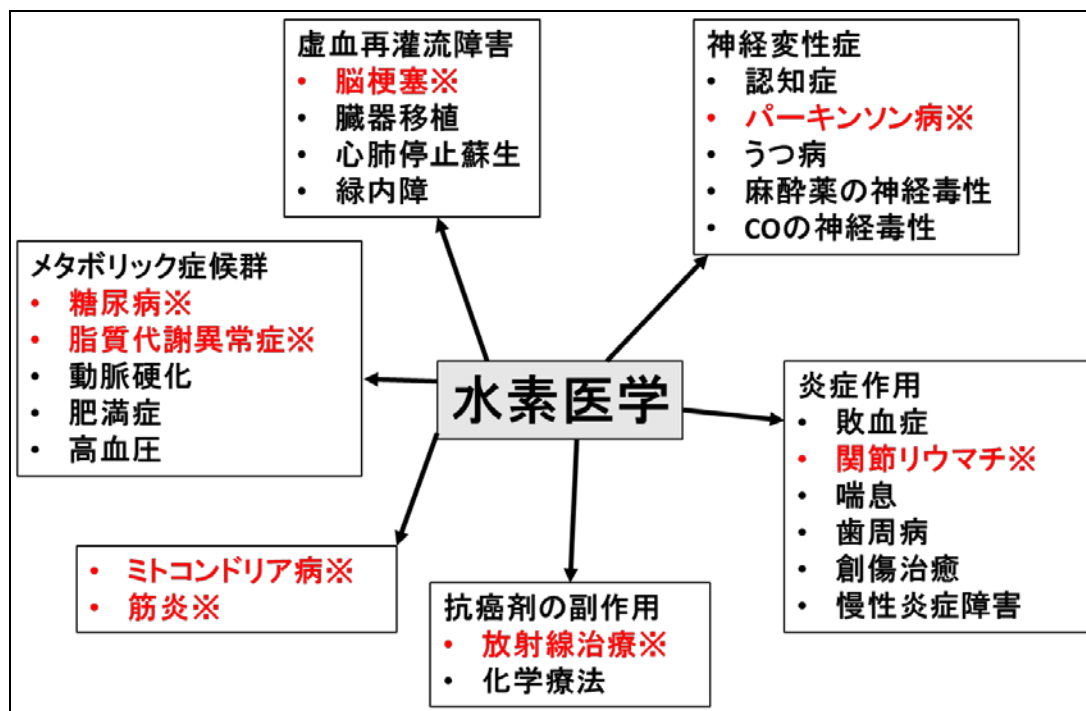 虚血再灌流障害
• 脳梗塞※
• 臓器移植
• 心肺停止蘇生
• 緑内障
神経変性症
• 認知症
• パーキンソン病※
• うつ病
• 麻酔薬の神経毒性
• COの神経毒性
メタボリック症候群
• 糖尿病※
• 脂質代謝異常症※
• 動脈硬化
• 肥満症
• 高血圧
水素医学
炎症作用
• 敗血症
• 関節リウマチ※
• 喘息
• 歯周病
• 創傷治癒
• 慢性炎症障害
• ミトコンドリア病※
• 筋炎※
抗癌剤の副作用
• 放射線治療※
• 化学療法